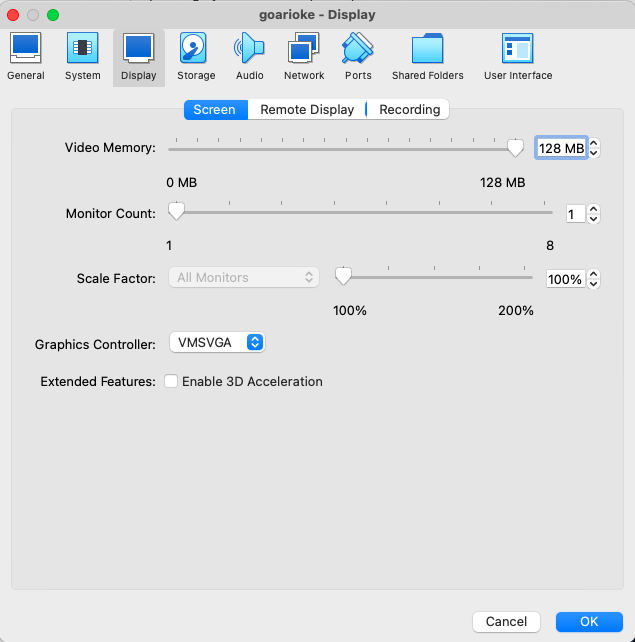 goarioke - Display
General System Display Storage Audio Network Ports Shared Folders User Interface
Screen Remote Display Recording
Video Memory: 128 MB
0 MB 128 MB
Monitor Count: 1
1 8
Scale Factor: All Monitors 100%
100% 200%
Graphics Controller: VMSVGA
Extended Features: Enable 3D Acceleration
Cancel OK